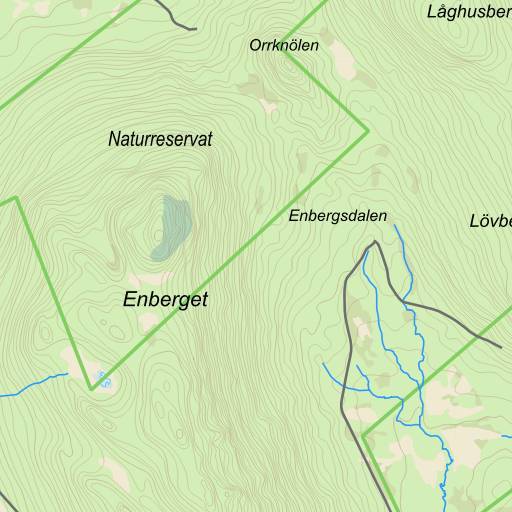 Låghusber
Orrknölen
Naturreservat
Enbergsdalen
Lövbe
Enberget